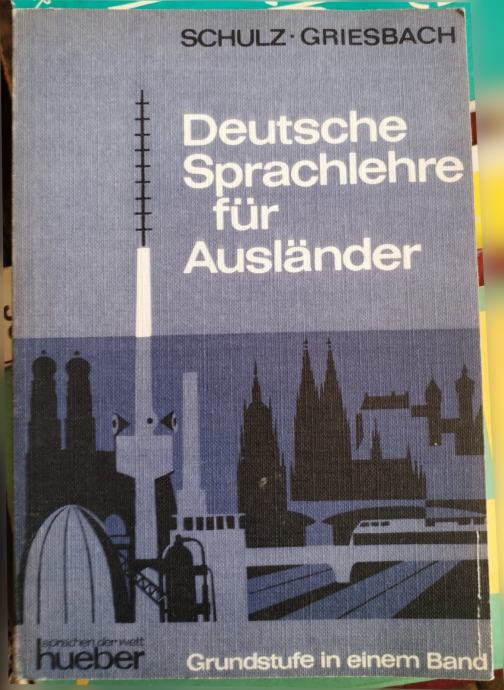 SCHULZ · GRIESBACH
Deutsche
Sprachlehre
für
Ausländer
sprachen der welt
hueber
Grundstufe in einem Band